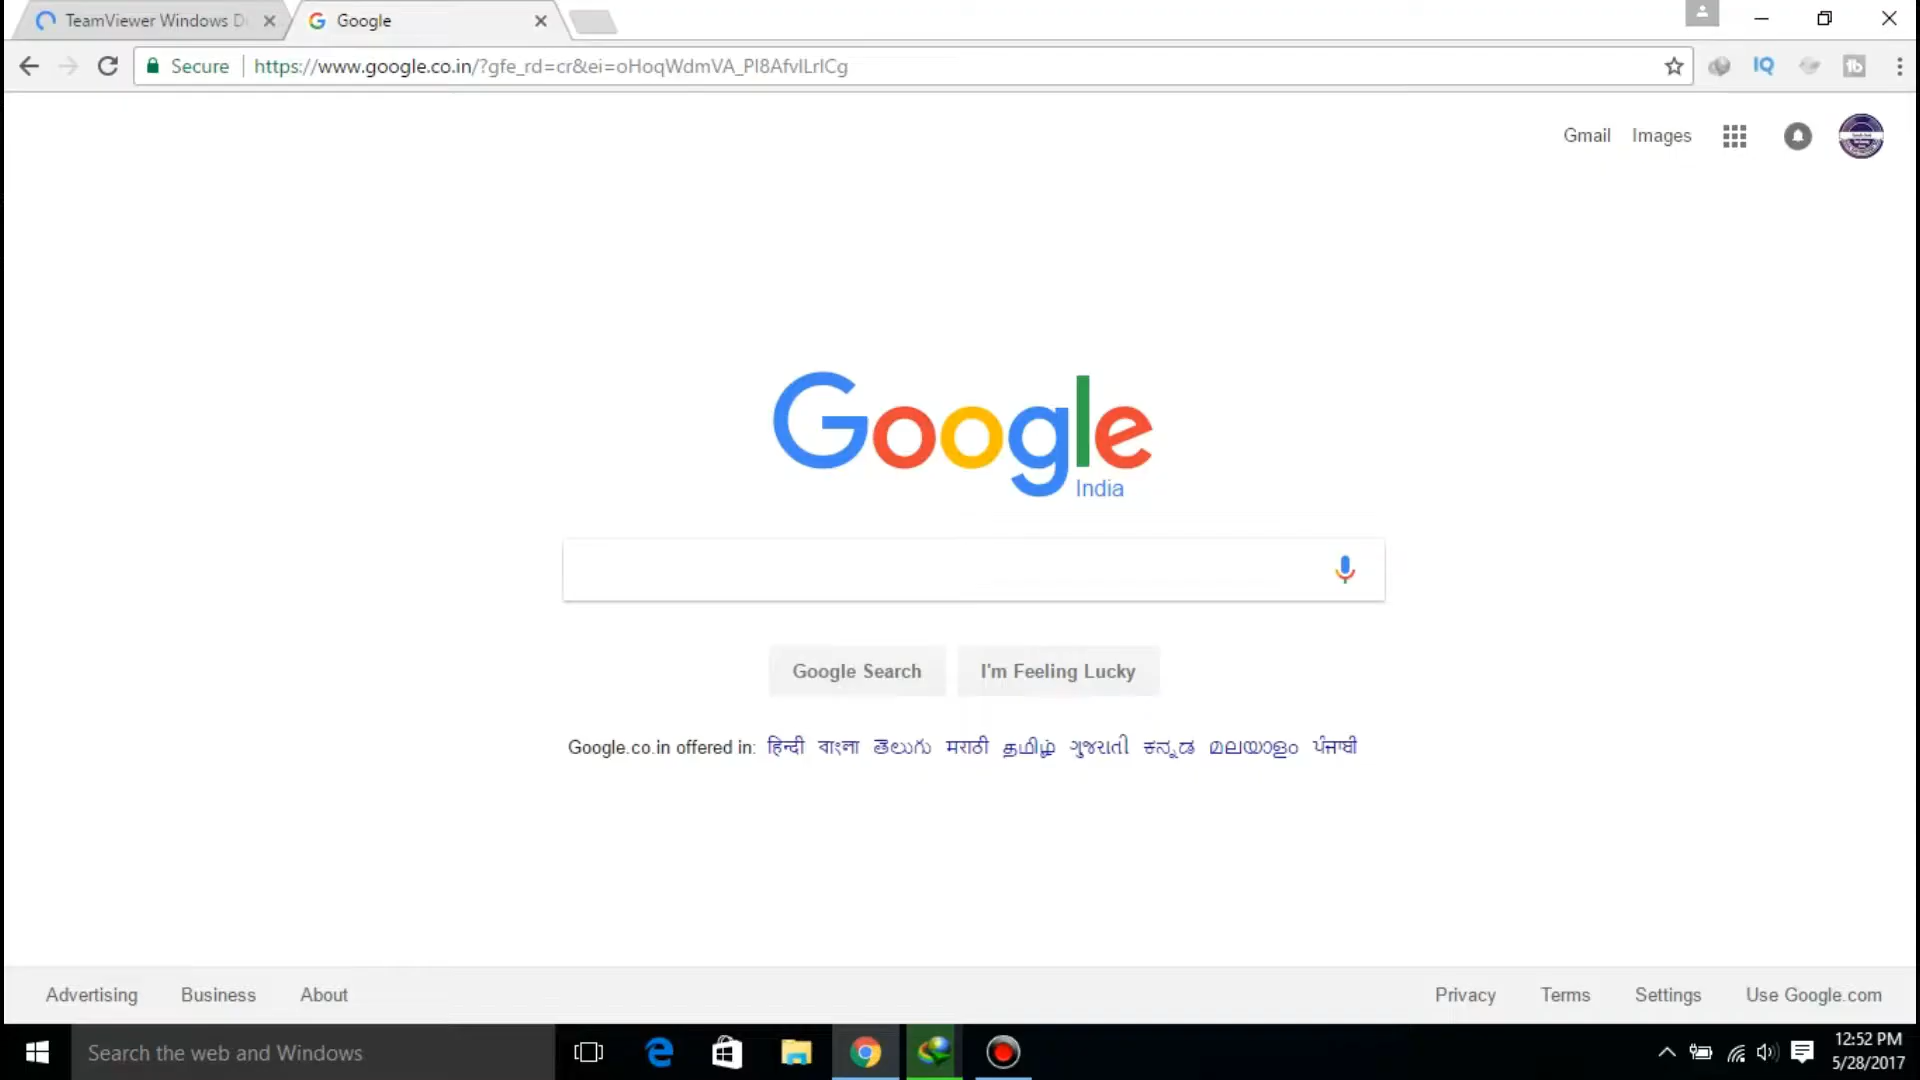 TeamViewer Windows D
Google
Secure
https://www.google.co.in/?gfe_rd=cr&ei=oHoqWdmVA_Pl8AfvlLrlCg
IQ
Gmail Images
Google
India
Google Search I'm Feeling Lucky
Google.co.in offered in: हिन्दी বাংলা తెలుగు मराठी தமிழ் ગુજરાતી ಕನ್ನಡ മലയാളം ਪੰਜਾਬੀ
Advertising Business About Privacy Terms Settings Use Google.com
Search the web and Windows
12:52 PM
5/28/2017